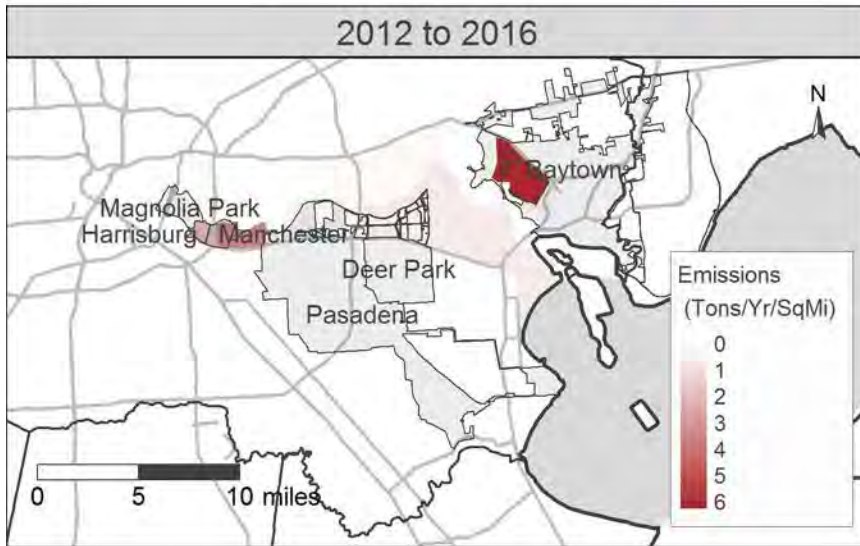 2012 to 2016
N
Baytown
Magnolia Park
Harrisburg
Manchester
Deer Park
Pasadena
Emissions
(Tons/Yr/SqMi)
0
1
2
3
4
5
6
0 5 10 miles